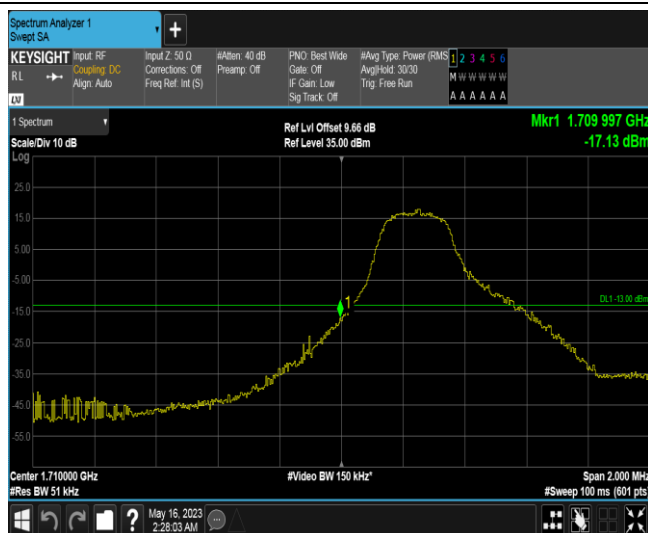 Spectrum Analyzer 1
Swept SA
+
KEYSIGHT
RL
Input: RF
Coupling: DC
Align: Auto
Input Z: 50 Ω
Corrections: Off
Freq Ref: Int (S)
#Atten: 40 dB
Preamp: Off
PNO: Best Wide
Gate: Off
IF Gain: Low
Sig Track: Off
#Avg Type: Power (RMS
Avg|Hold: 30/30
Trig: Free Run
1 2 3 4 5 6
M W W W W W
A A A A A A
1 Spectrum
Scale/Div 10 dB
Ref Lvl Offset 9.66 dB
Ref Level 35.00 dBm
Mkr1 1.709 997 GHz
-17.13 dBm
Log
25.0
15.0
5.00
-5.00
DL1 -13.00 dBm
1
-15.0
-25.0
-35.0
-45.0
-55.0
Center 1.710000 GHz
#Video BW 150 kHz*
Span 2.000 MHz
#Res BW 51 kHz
#Sweep 100 ms (601 pts)
?
May 16, 2023
2:28:03 AM